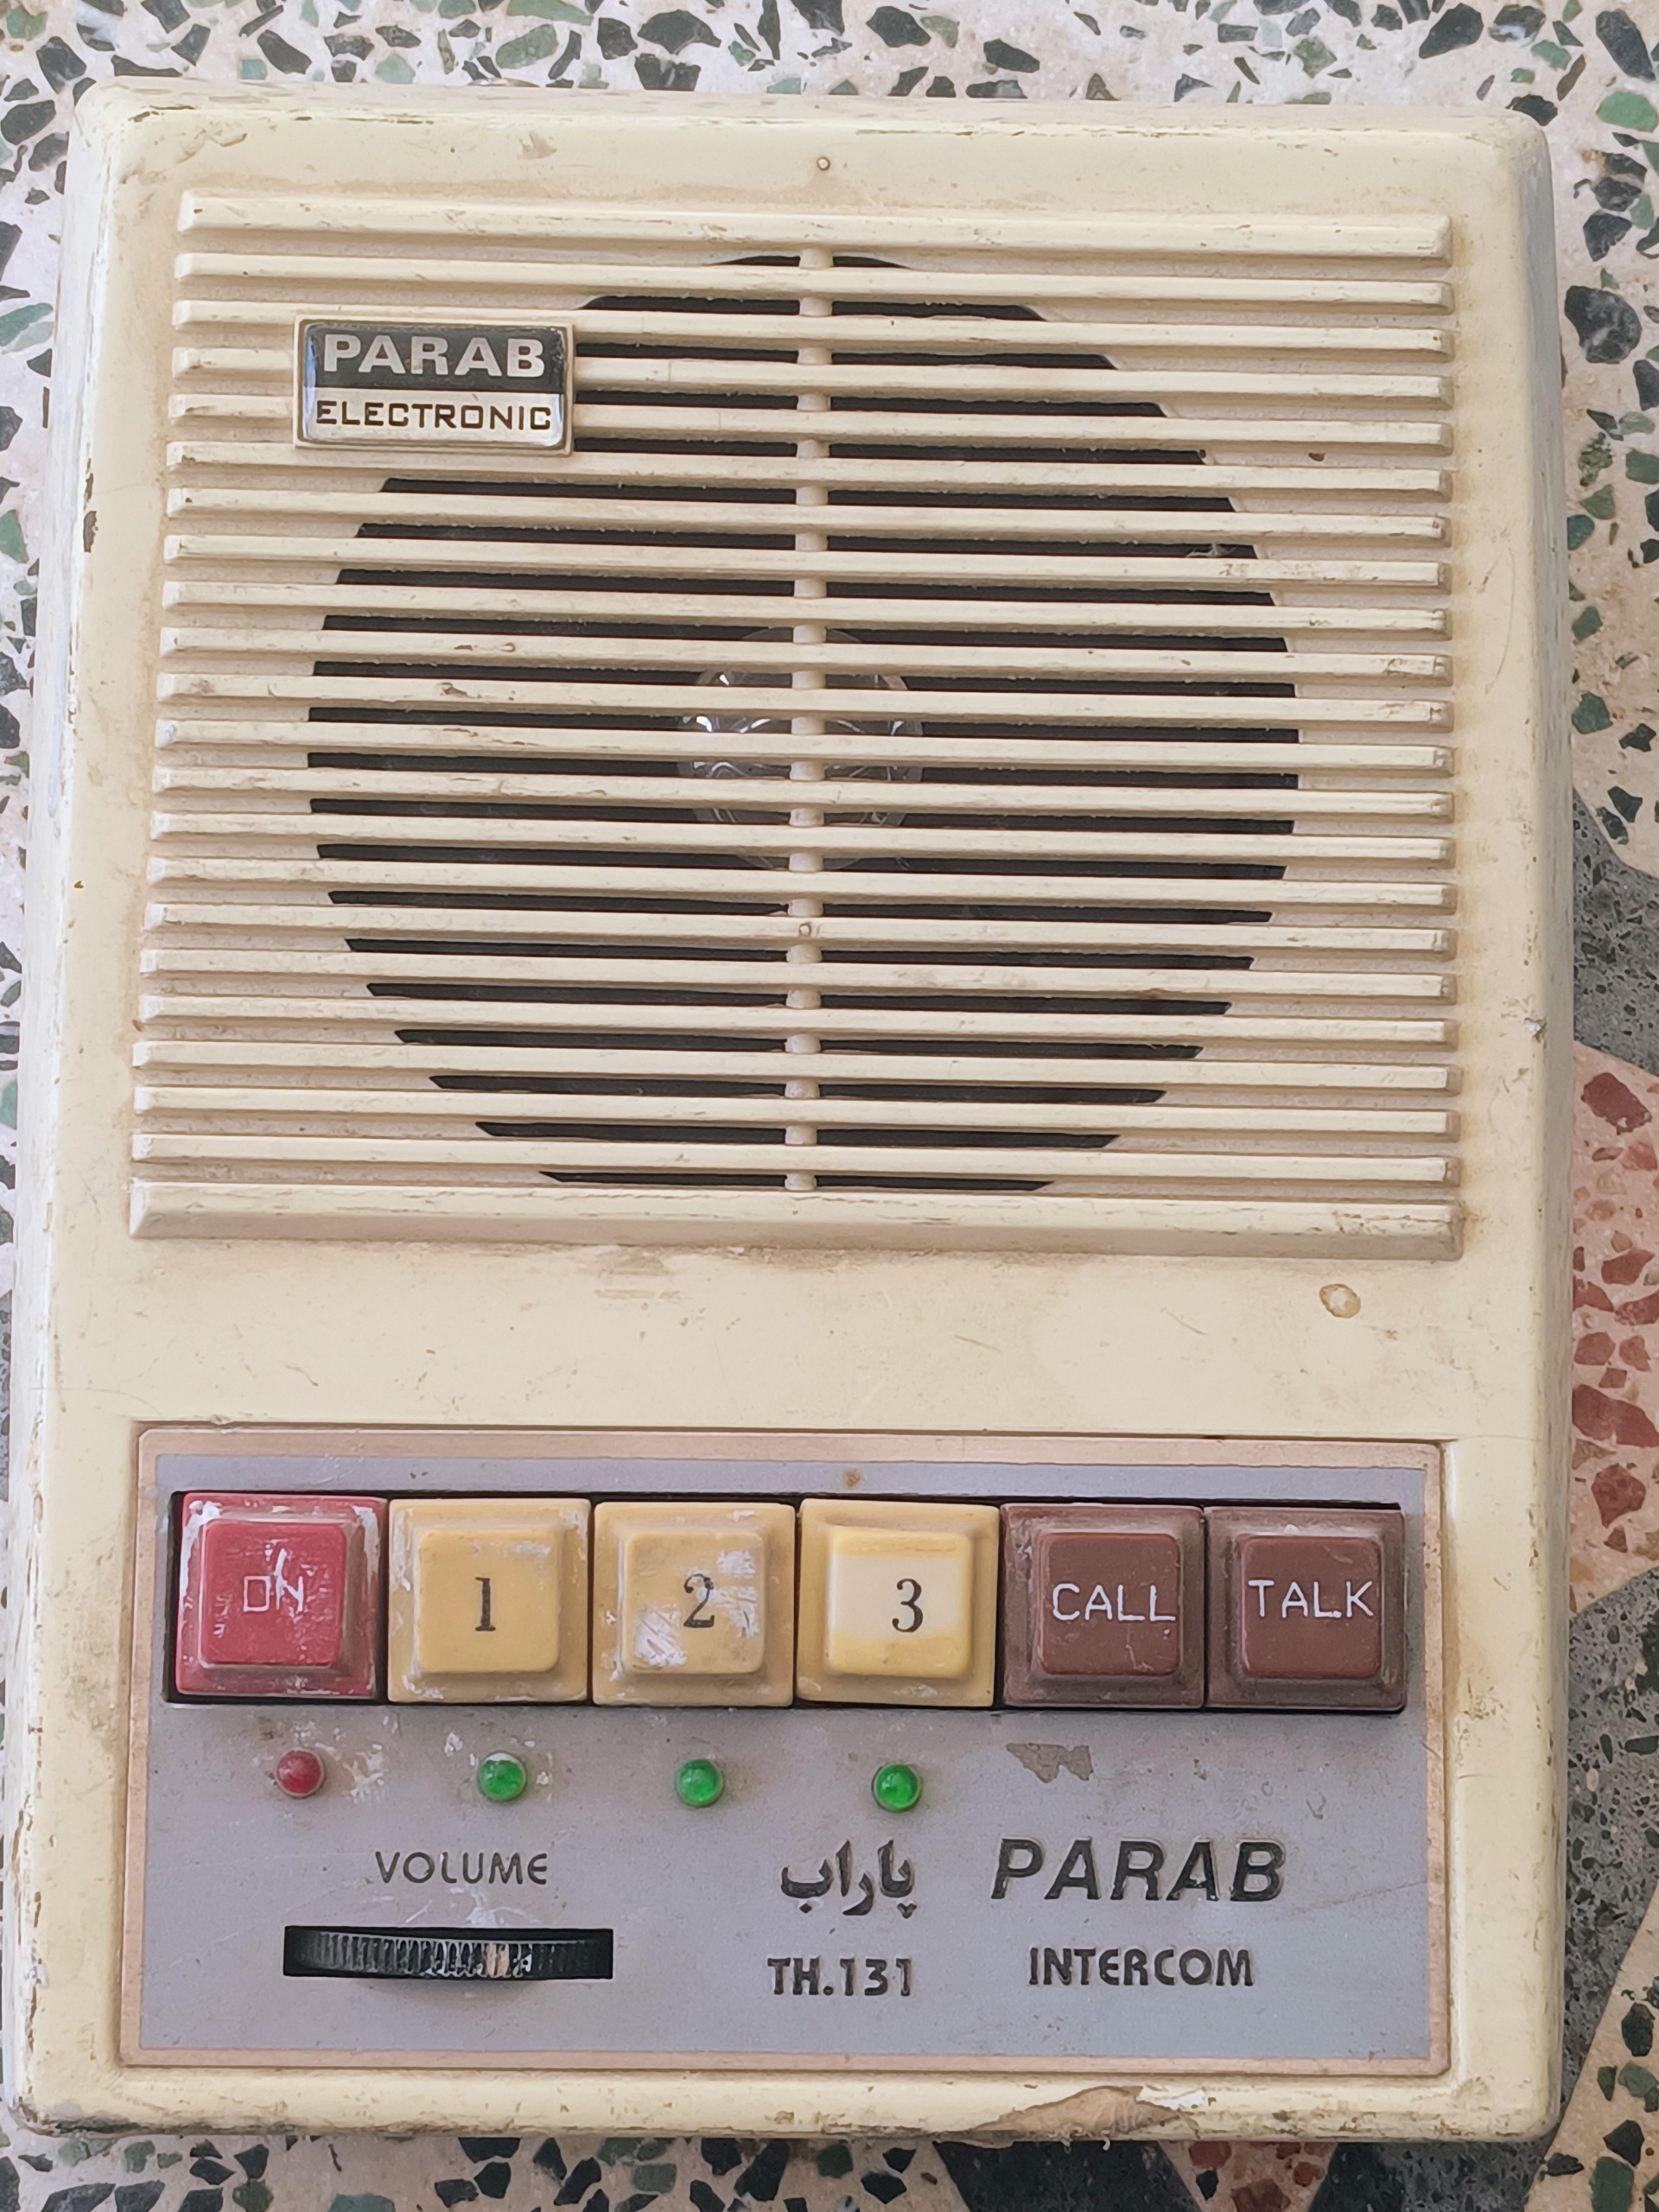 PARAB
ELECTRONIC
ON 1 2 3 CALL TALK
VOLUME
پاراب PARAB
TH.131 INTERCOM